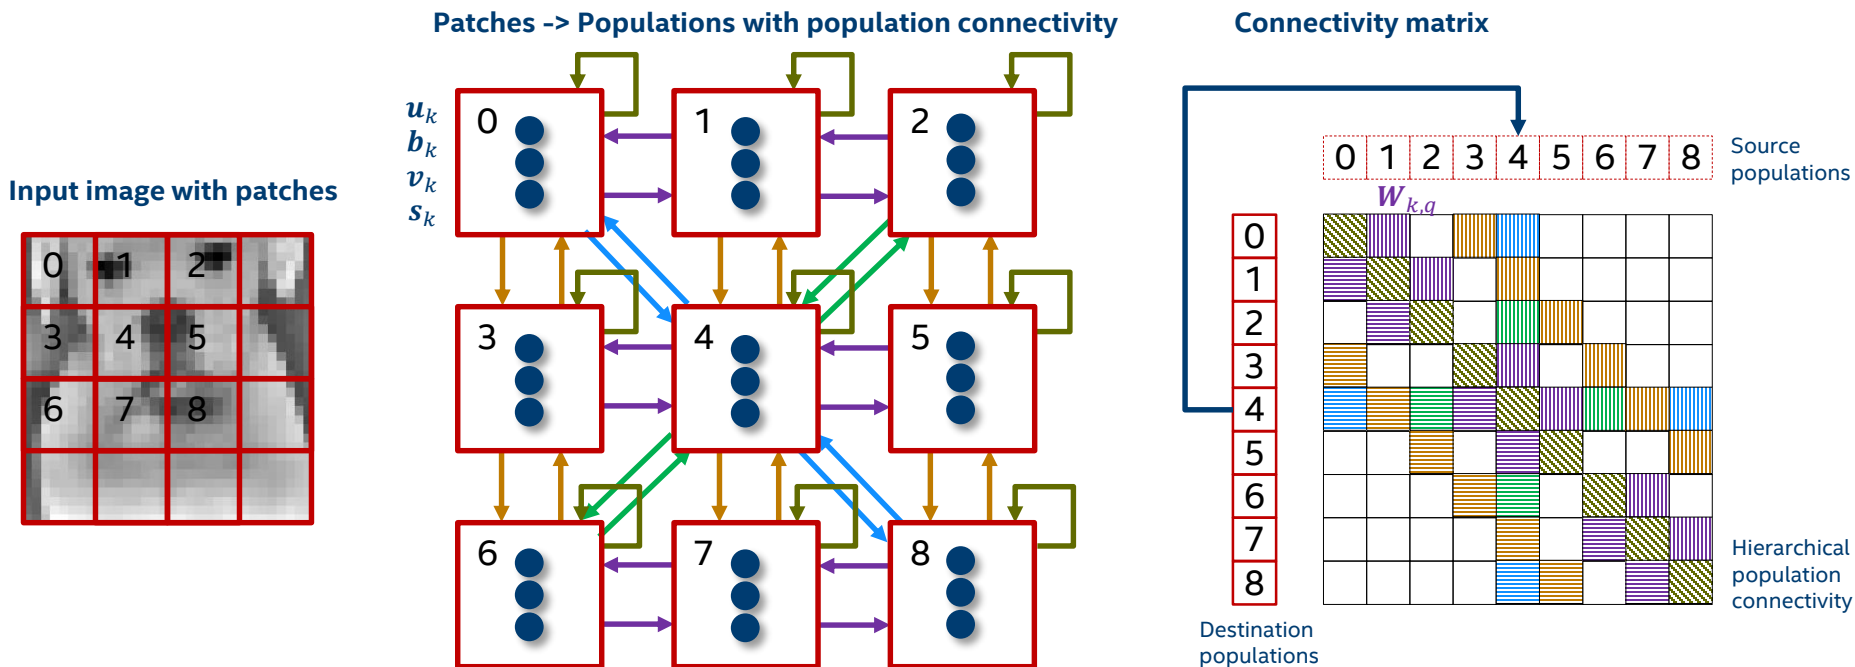 Patches -> Populations with population connectivity
Connectivity matrix
Input image with patches
0 1 2
3 4 5
6 7 8
u_k
b_k
v_k
s_k
0 1 2
3 4 5
6 7 8
0 1 2 3 4 5 6 7 8
Source
populations
W_{k,q}
0
1
2
3
4
5
6
7
8
Destination
populations
Hierarchical
population
connectivity